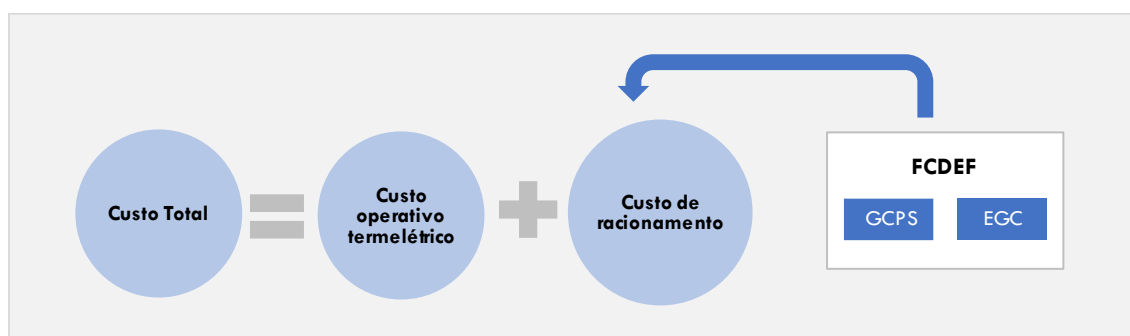 Custo Total
Custo
operativo
termelétrico
Custo de
racionamento
FCDEF
GCPS
EGC